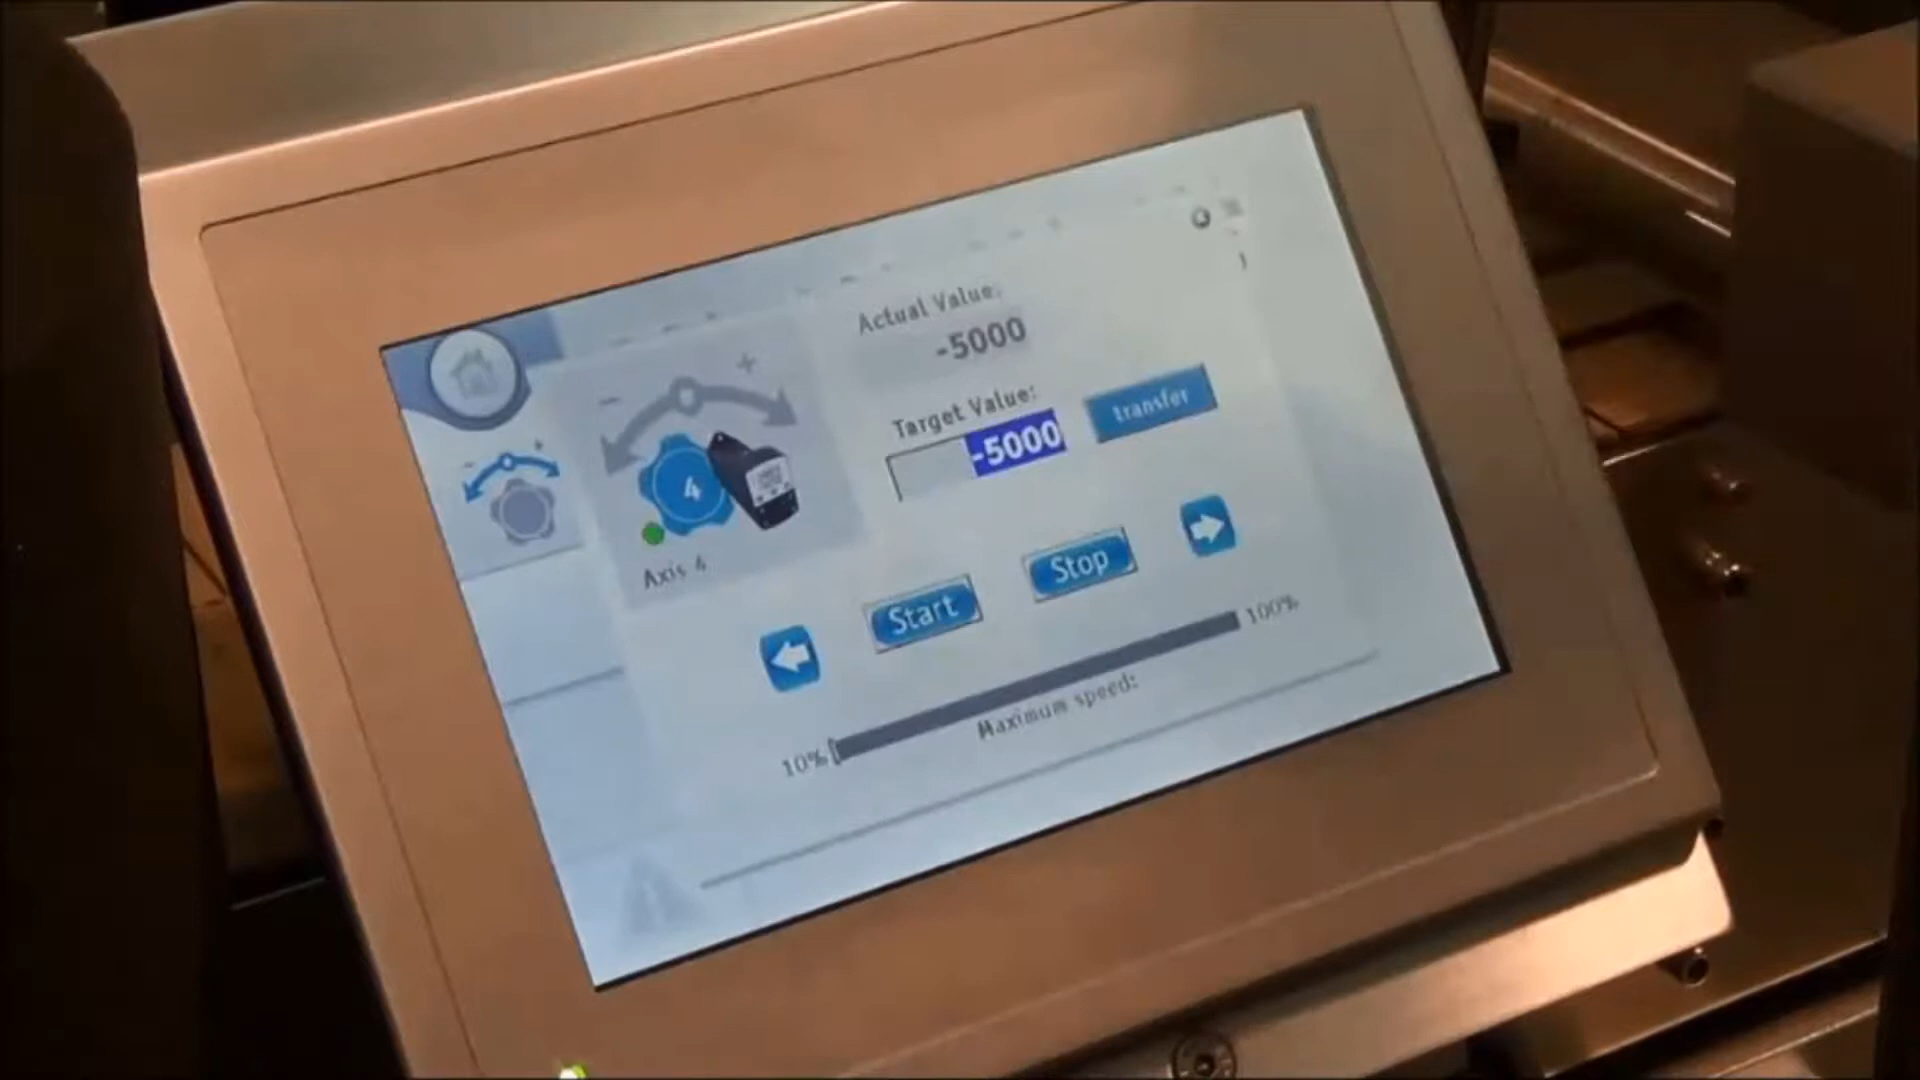 Actual Value:
-5000
Target Value:
-5000
transfer
4
Axis 4
Start
Stop
10%
100%
Maximum speed: